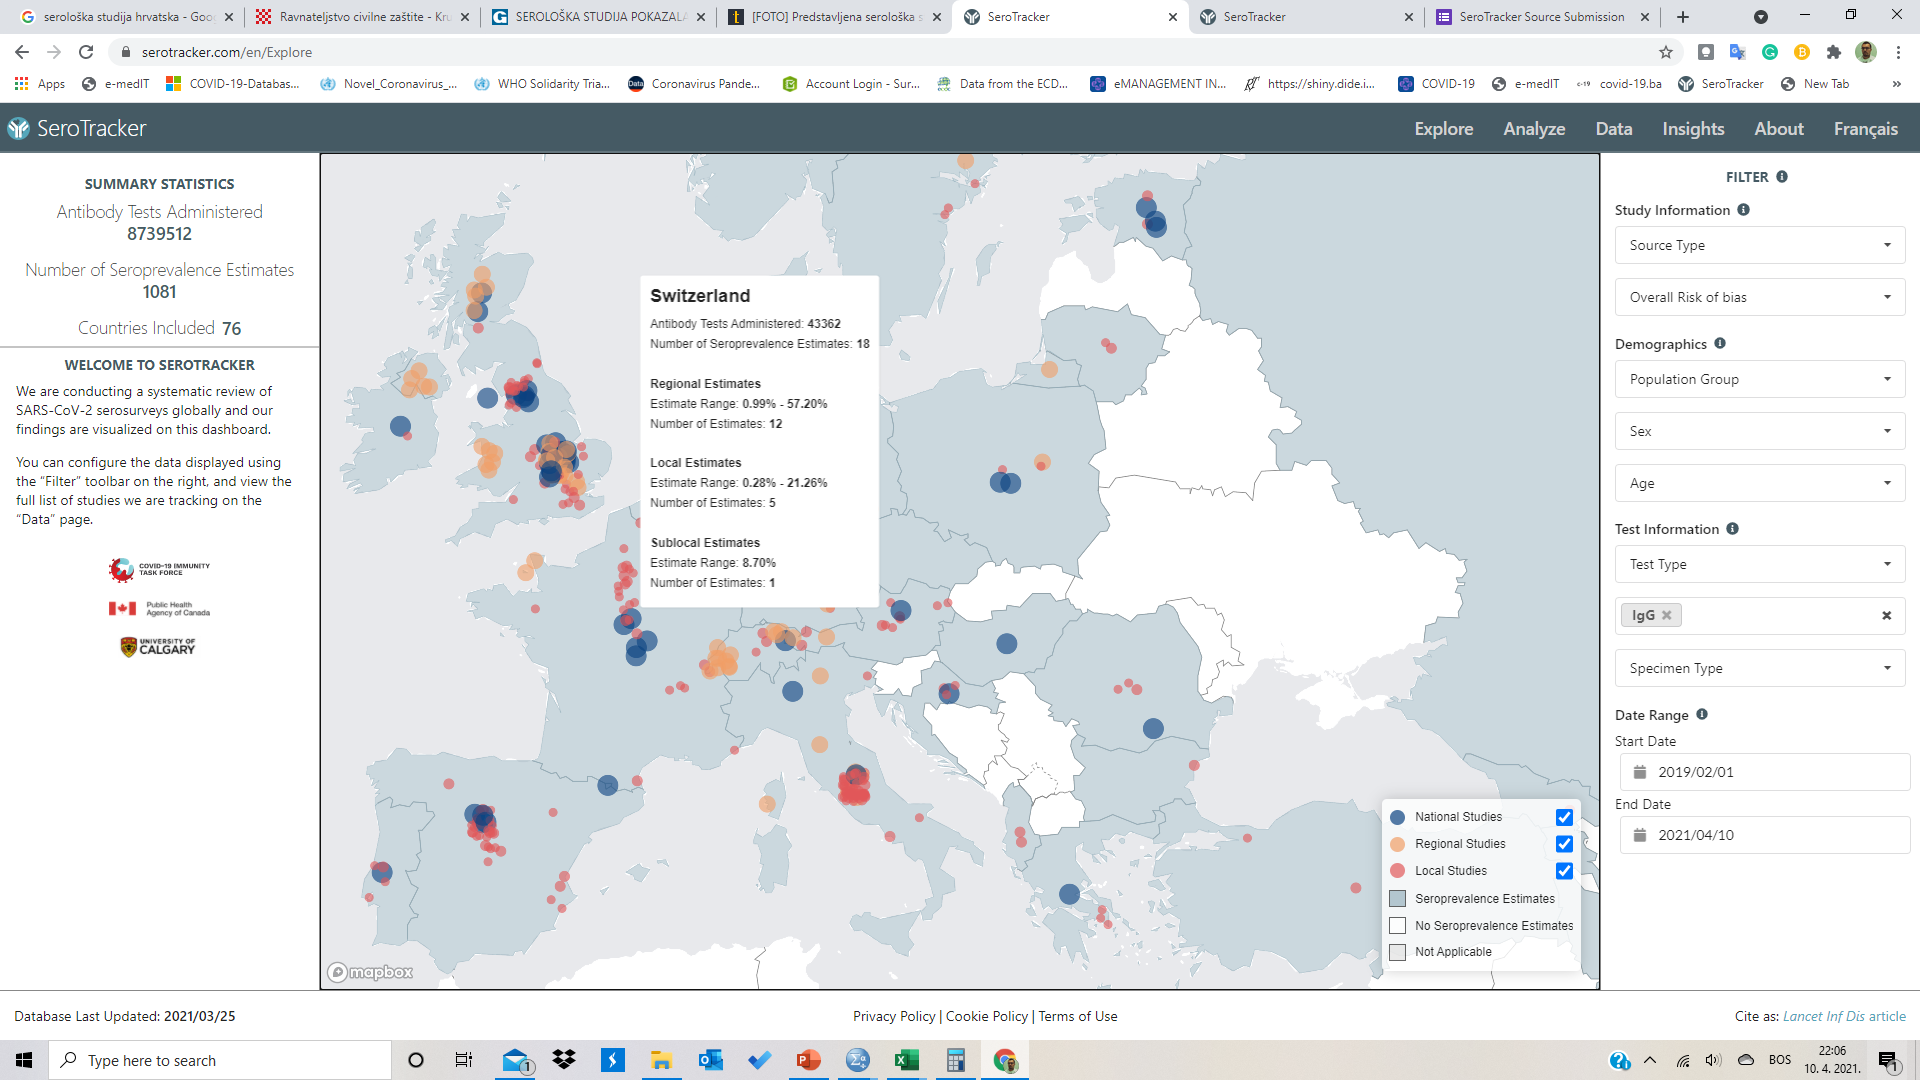 serološka studija hrvatska - Goo
Ravnateljstvo civilne zaštite - Kru
SEROLOŠKA STUDIJA POKAZALA
[FOTO] Predstavljena serološka s
SeroTracker
SeroTracker
SeroTracker Source Submission
serotracker.com/en/Explore
Apps
e-medIT
COVID-19-Databas...
Novel_Coronavirus_...
WHO Solidarity Tria...
Coronavirus Pande...
Account Login - Sur...
Data from the ECD...
eMANAGEMENT IN...
https://shiny.dide.i...
COVID-19
e-medIT
covid-19.ba
SeroTracker
New Tab
SeroTracker
Explore
Analyze
Data
Insights
About
Français
SUMMARY STATISTICS
Antibody Tests Administered
8739512
Number of Seroprevalence Estimates
1081
Countries Included 76
WELCOME TO SEROTRACKER
We are conducting a systematic review of
SARS-CoV-2 serosurveys globally and our
findings are visualized on this dashboard.
You can configure the data displayed using
the “Filter” toolbar on the right, and view the
full list of studies we are tracking on the
“Data” page.
COVID-19 IMMUNITY
TASK FORCE
Public Health
Agency of Canada
UNIVERSITY OF
CALGARY
Switzerland
Antibody Tests Administered: 43362
Number of Seroprevalence Estimates: 18
Regional Estimates
Estimate Range: 0.99% - 57.20%
Number of Estimates: 12
Local Estimates
Estimate Range: 0.28% - 21.26%
Number of Estimates: 5
Sublocal Estimates
Estimate Range: 8.70%
Number of Estimates: 1
National Studies
Regional Studies
Local Studies
Seroprevalence Estimates
No Seroprevalence Estimates
Not Applicable
mapbox
FILTER
Study Information
Source Type
Overall Risk of bias
Demographics
Population Group
Sex
Age
Test Information
Test Type
IgG
Specimen Type
Date Range
Start Date
2019/02/01
End Date
2021/04/10
Database Last Updated: 2021/03/25
Privacy Policy | Cookie Policy | Terms of Use
Cite as: Lancet Inf Dis article
Type here to search
BOS
22:06
10. 4. 2021.